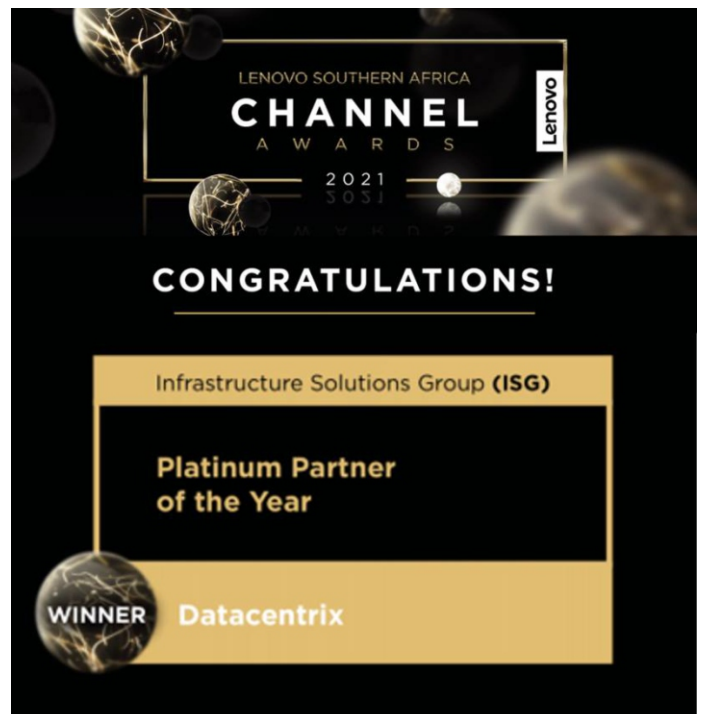 LENOVO SOUTHERN AFRICA
CHANNEL
AWARDS
Lenovo
2021
CONGRATULATIONS!
Infrastructure Solutions Group (ISG)
Platinum Partner
of the Year
WINNER
Datacentrix